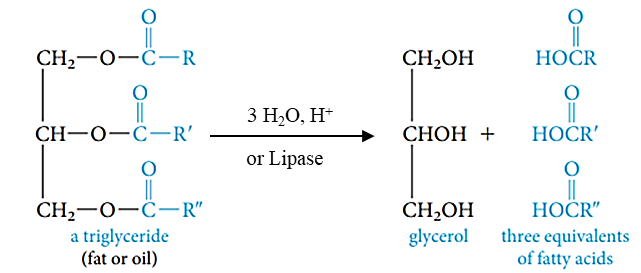 O
CH₂—O—C—R
O
CH—O—C—R′
O
CH₂—O—C—R″
a triglyceride
(fat or oil)
3 H₂O, H⁺
or Lipase
CH₂OH
CHOH +
CH₂OH
glycerol
O
HOCR
O
HOCR′
O
HOCR″
three equivalents
of fatty acids